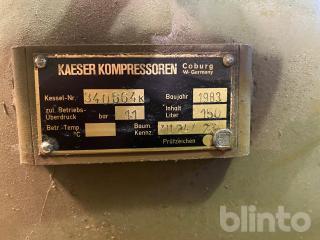 KAESER KOMPRESSOREN Coburg
W-Germany
Kessel-Nr. Baujahr 1983
zul. Betriebs- Inhalt
Überdruck bar 11 Liter 150
Betr.-Temp. Baum.
°C Kennz.
Prüfzeichen
blinto